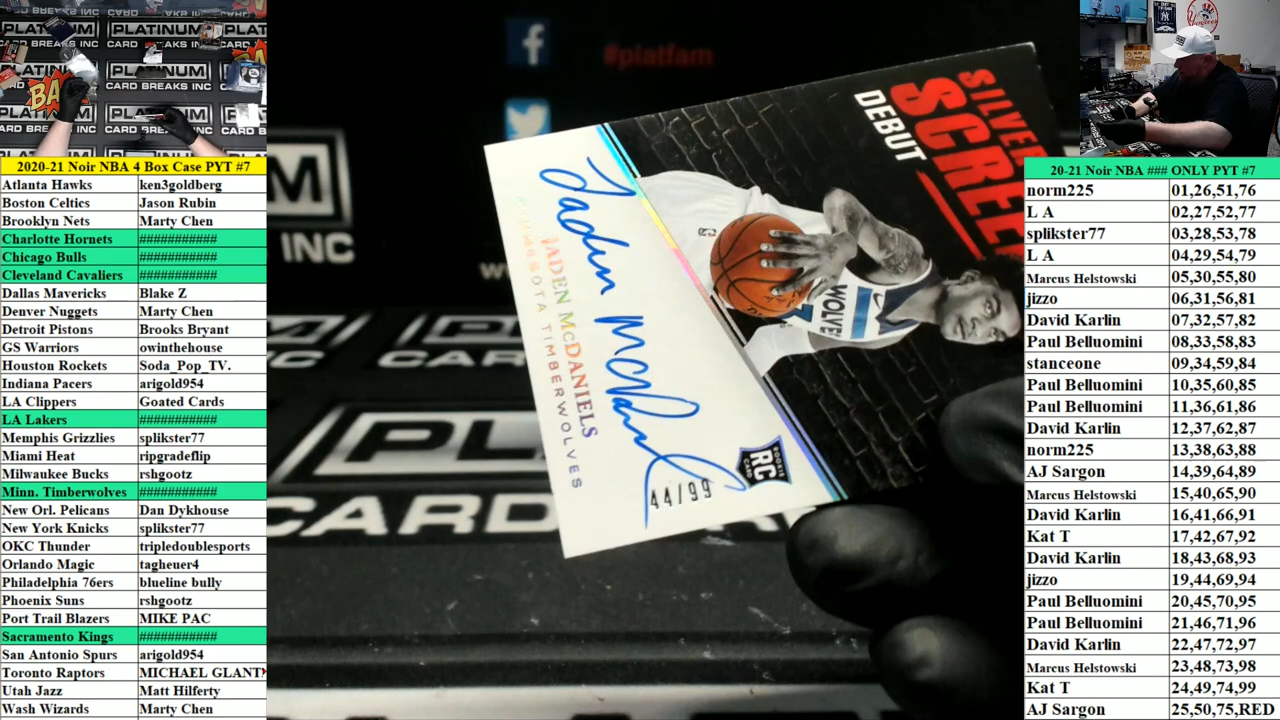 PLATINUM
CARD BREAKS INC
BA
2020-21 Noir NBA 4 Box Case PYT #7
Atlanta Hawks ken3goldberg
Boston Celtics Jason Rubin
Brooklyn Nets Marty Chen
Charlotte Hornets ###########
Chicago Bulls ###########
Cleveland Cavaliers ###########
Dallas Mavericks Blake Z
Denver Nuggets Marty Chen
Detroit Pistons Brooks Bryant
GS Warriors owinthehouse
Houston Rockets Soda_Pop_TV.
Indiana Pacers arigold954
LA Clippers Goated Cards
LA Lakers ###########
Memphis Grizzlies splikster77
Miami Heat ripgradeflip
Milwaukee Bucks rshgootz
Minn. Timberwolves ###########
New Orl. Pelicans Dan Dykhouse
New York Knicks splikster77
OKC Thunder tripledoublesports
Orlando Magic tagheuer4
Philadelphia 76ers blueline bully
Phoenix Suns rshgootz
Port Trail Blazers MIKE PAC
Sacramento Kings ###########
San Antonio Spurs arigold954
Toronto Raptors MICHAEL GLANT
Utah Jazz Matt Hilferty
Wash Wizards Marty Chen
#platfam
SILVER
SCREEN
DEBUT
WOLVES
Jaden McDaniels
JADEN McDANIELS
MINNESOTA TIMBERWOLVES
ROOKIE
RC
CARD
44/99
INC
CARD
20-21 Noir NBA ### ONLY PYT #7
norm225 01,26,51,76
L A 02,27,52,77
splikster77 03,28,53,78
L A 04,29,54,79
Marcus Helstowski 05,30,55,80
jizzo 06,31,56,81
David Karlin 07,32,57,82
Paul Belluomini 08,33,58,83
stanceone 09,34,59,84
Paul Belluomini 10,35,60,85
Paul Belluomini 11,36,61,86
David Karlin 12,37,62,87
norm225 13,38,63,88
AJ Sargon 14,39,64,89
Marcus Helstowski 15,40,65,90
David Karlin 16,41,66,91
Kat T 17,42,67,92
David Karlin 18,43,68,93
jizzo 19,44,69,94
Paul Belluomini 20,45,70,95
Paul Belluomini 21,46,71,96
David Karlin 22,47,72,97
Marcus Helstowski 23,48,73,98
Kat T 24,49,74,99
AJ Sargon 25,50,75,RED